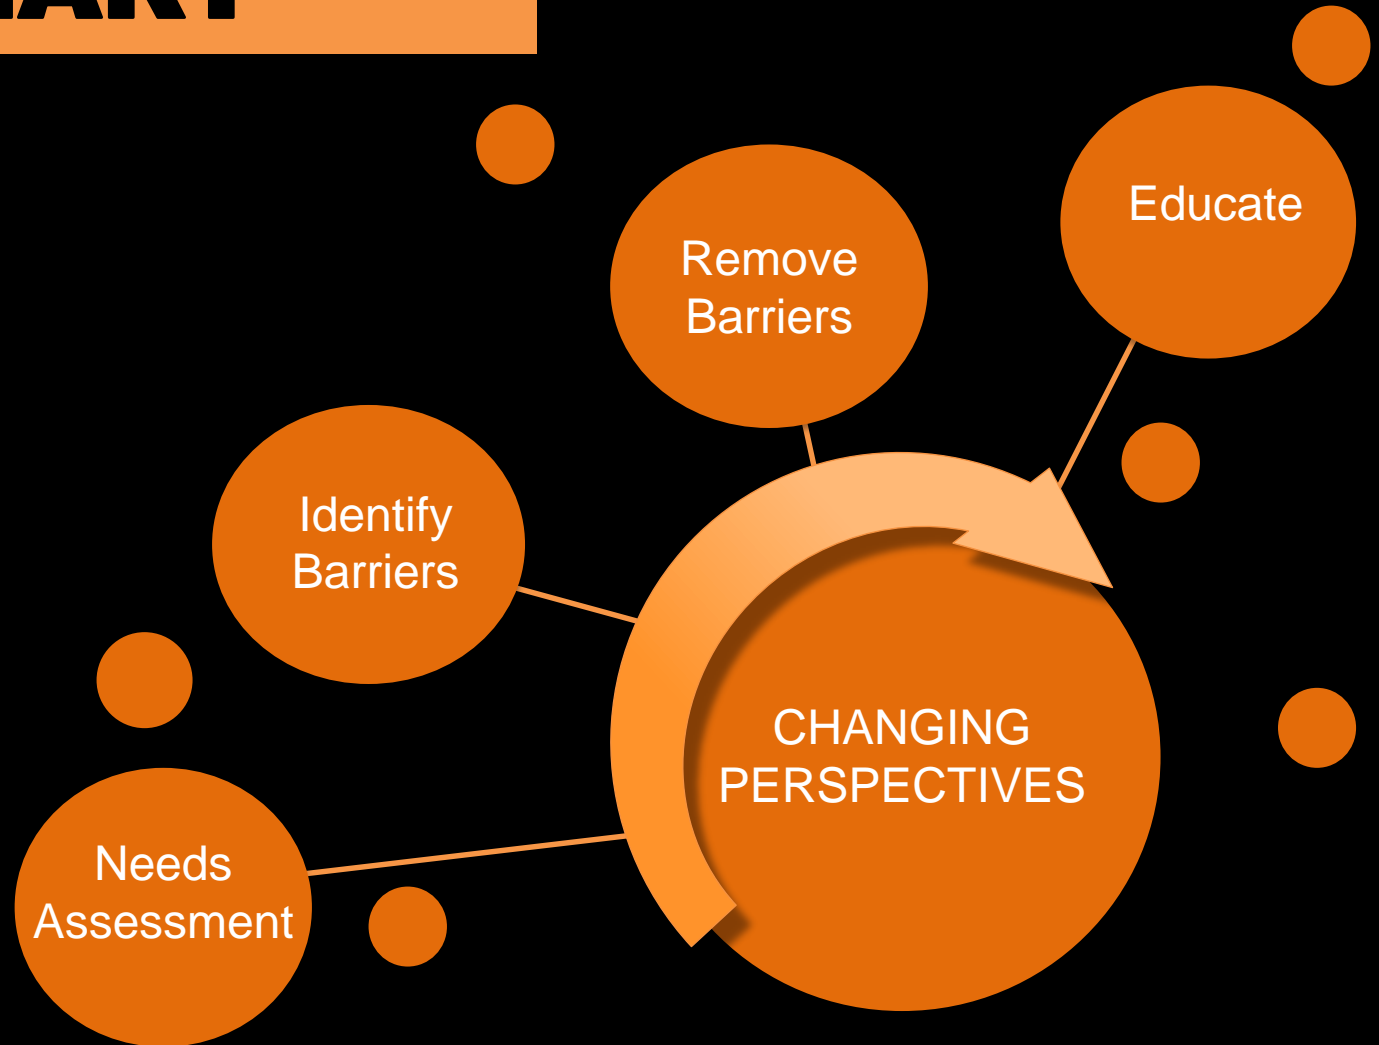 Educate
Remove
Barriers
Identify
Barriers
CHANGING
PERSPECTIVES
Needs
Assessment